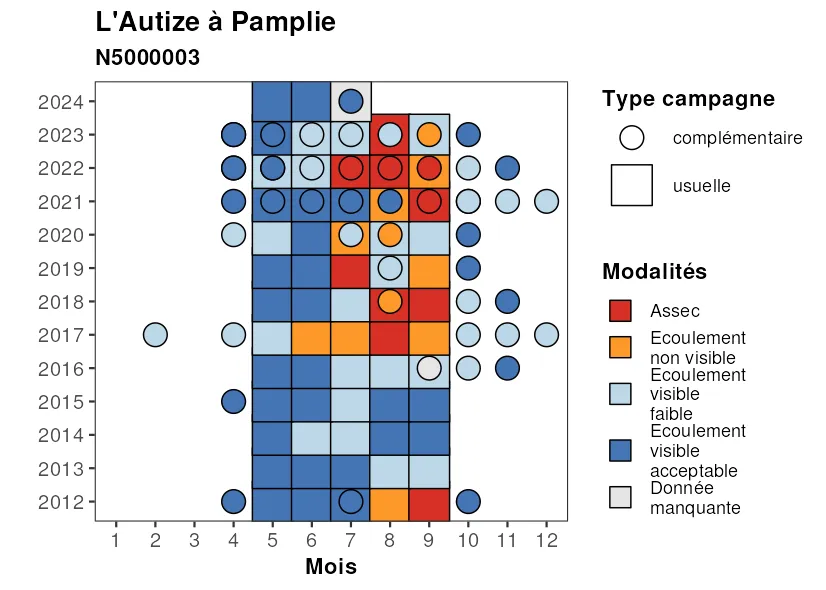 L'Autize à Pamplie
N5000003
2024
2023
2022
2021
2020
2019
2018
2017
2016
2015
2014
2013
2012
1 2 3 4 5 6 7 8 9 10 11 12
Mois
Type campagne
complémentaire
usuelle
Modalités
Assec
Ecoulement
non visible
Ecoulement
visible
faible
Ecoulement
visible
acceptable
Donnée
manquante